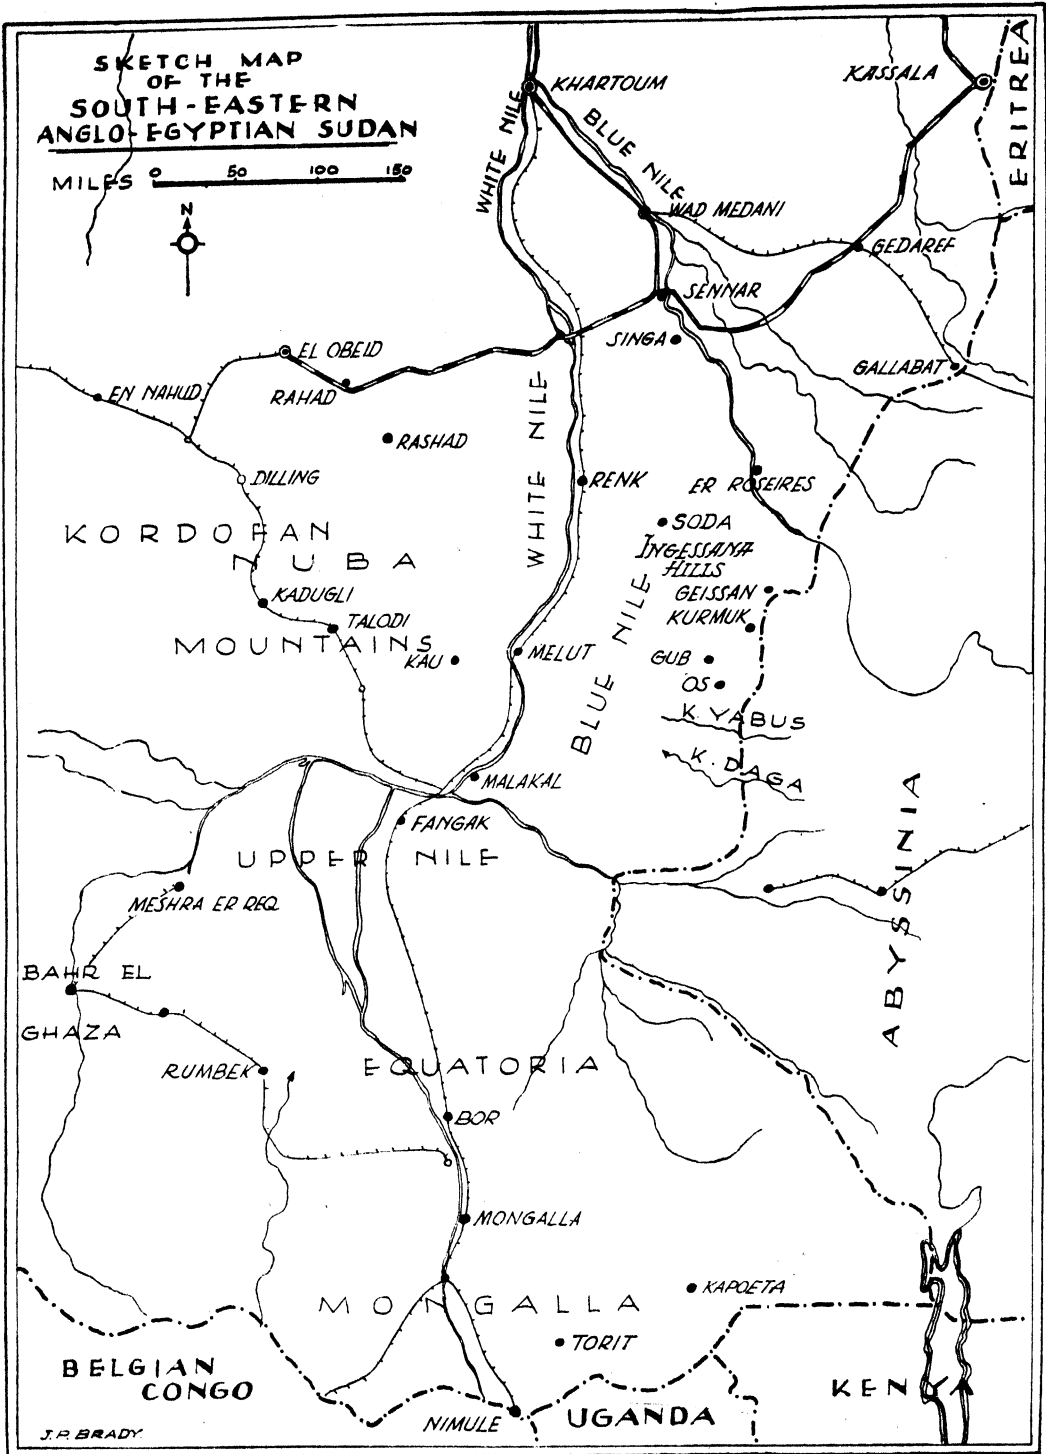 SKETCH MAP
OF THE
SOUTH-EASTERN
ANGLO-EGYPTIAN SUDAN
MILES 0 50 100 150
N
KHARTOUM
KASSALA
ERITREA
WHITE NILE
BLUE NILE
WAD MEDANI
GEDAREF
SENNAR
SINGA
GALLABAT
EL OBEID
EN NAHUD
RAHAD
RASHAD
WHITE NILE
DILLING
RENK
ER ROSEIRES
SODA
INGESSANA
HILLS
KORDOFAN
NUBA
MOUNTAINS
KADUGLI
TALODI
KAU
MELUT
BLUE NILE
GEISSAN
KURMUK
GUB
OS
K. YABUS
K. DAGA
MALAKAL
FANGAK
UPPER NILE
MESHRA ER REQ
ABYSSINIA
BAHR EL
GHAZA
RUMBEK
EQUATORIA
BOR
MONGALLA
KAPOETA
MONGALLA
TORIT
BELGIAN
CONGO
KENYA
NIMULE
UGANDA
J.P. BRADY.